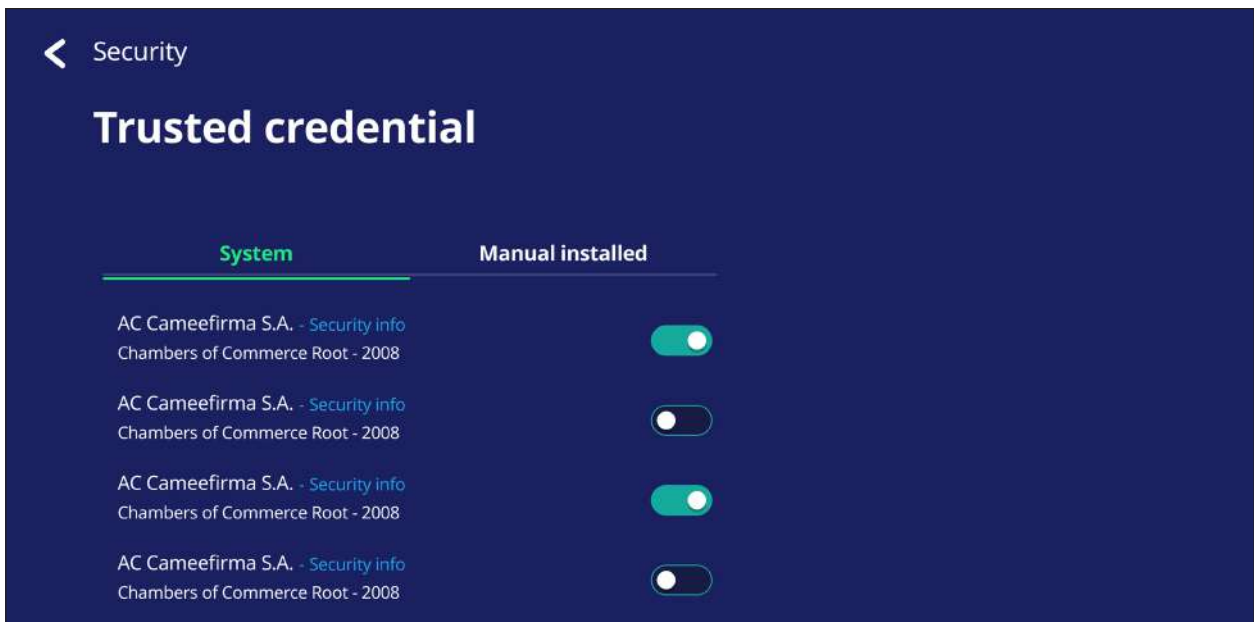 Security
Trusted credential
System
Manual installed
AC Cameefirma S.A. - Security info
Chambers of Commerce Root - 2008
AC Cameefirma S.A. - Security info
Chambers of Commerce Root - 2008
AC Cameefirma S.A. - Security info
Chambers of Commerce Root - 2008
AC Cameefirma S.A. - Security info
Chambers of Commerce Root - 2008